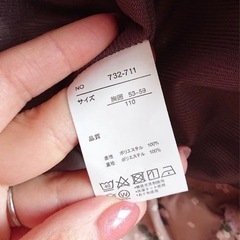 NO 732-711
サイズ 胸囲 53-59
110
品質
表地 ポリエステル 100%
裏地 ポリエステル 100%